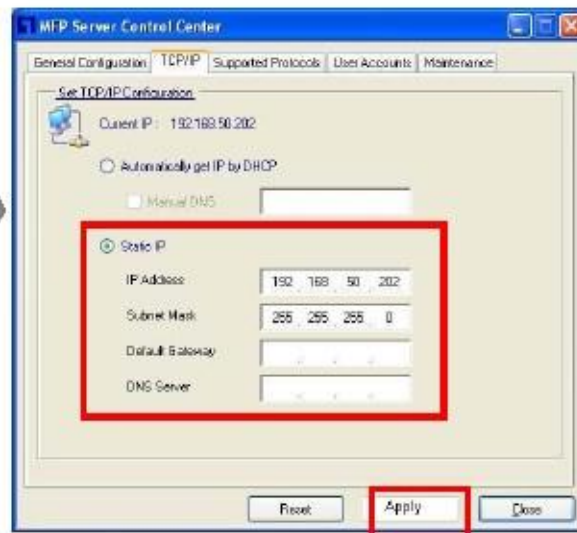 MFP Server Control Center
General Configuration TCP/IP Supported Protocols User Accounts Maintenance
Set TCP/IP Configuration
Current IP : 192.168.50.202
Automatically get IP by DHCP
Manual DNS
Static IP
IP Address 192 . 168 . 50 . 202
Subnet Mask 255 . 255 . 255 . 0
Default Gateway . . .
DNS Server . . .
Reset Apply Close